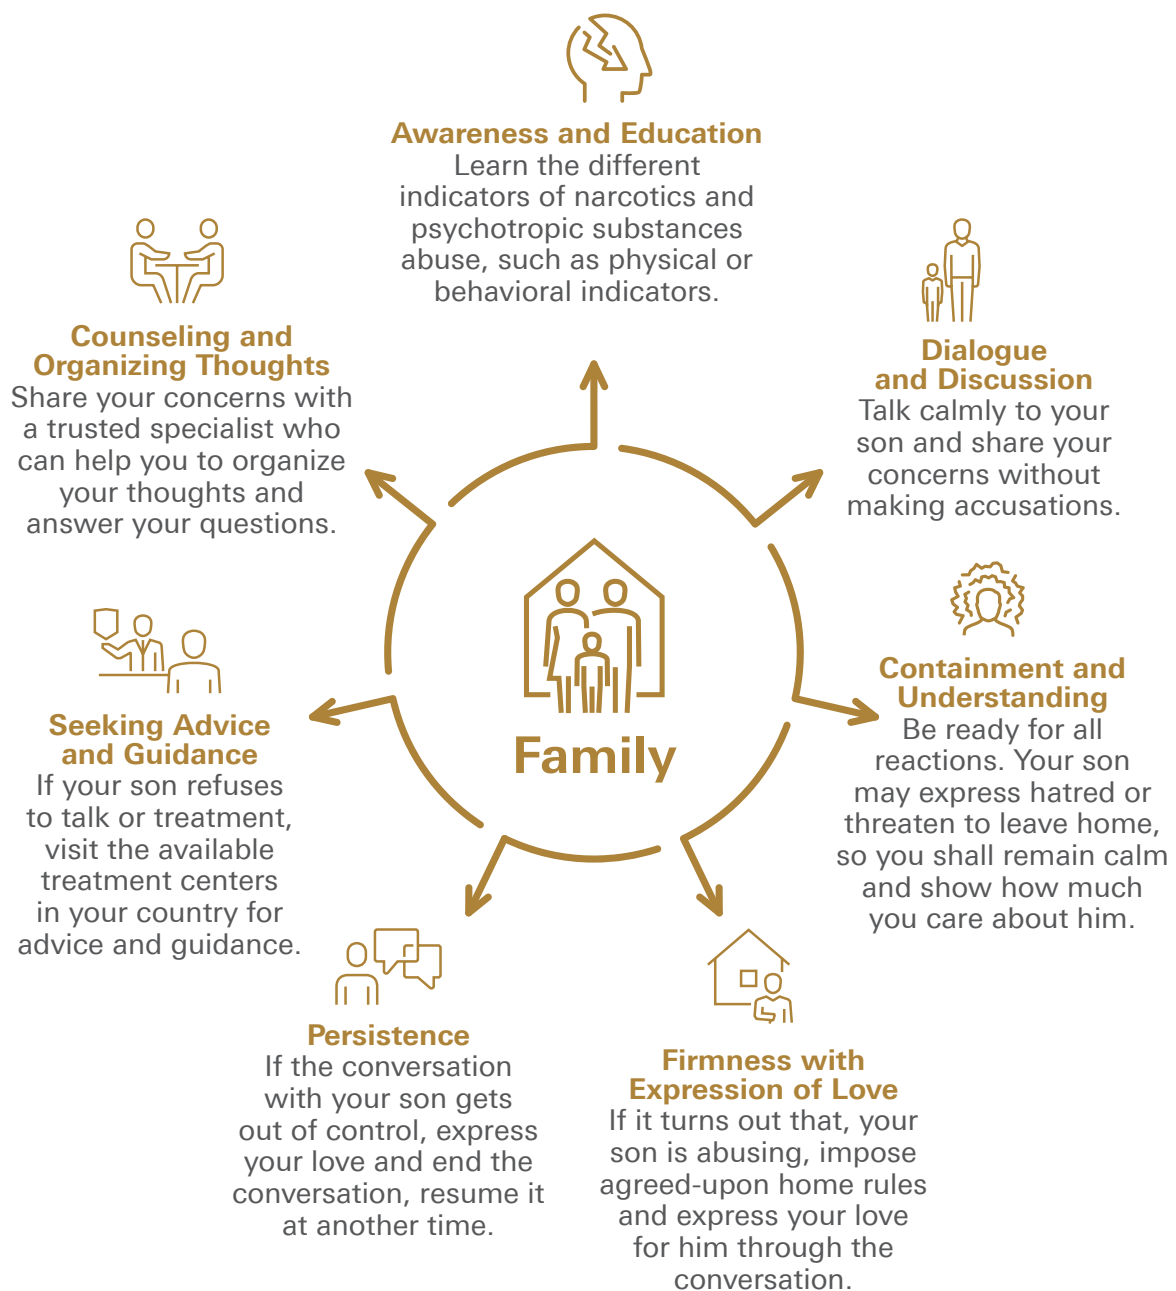 Awareness and Education
Learn the different
indicators of narcotics and
psychotropic substances
abuse, such as physical or
behavioral indicators.
Dialogue
and Discussion
Talk calmly to your
son and share your
concerns without
making accusations.
Containment and
Understanding
Be ready for all
reactions. Your son
may express hatred or
threaten to leave home,
so you shall remain calm
and show how much
you care about him.
Firmness with
Expression of Love
If it turns out that, your
son is abusing, impose
agreed-upon home rules
and express your love
for him through the
conversation.
Persistence
If the conversation
with your son gets
out of control, express
your love and end the
conversation, resume it
at another time.
Seeking Advice
and Guidance
If your son refuses
to talk or treatment,
visit the available
treatment centers
in your country for
advice and guidance.
Counseling and
Organizing Thoughts
Share your concerns with
a trusted specialist who
can help you to organize
your thoughts and
answer your questions.
Family